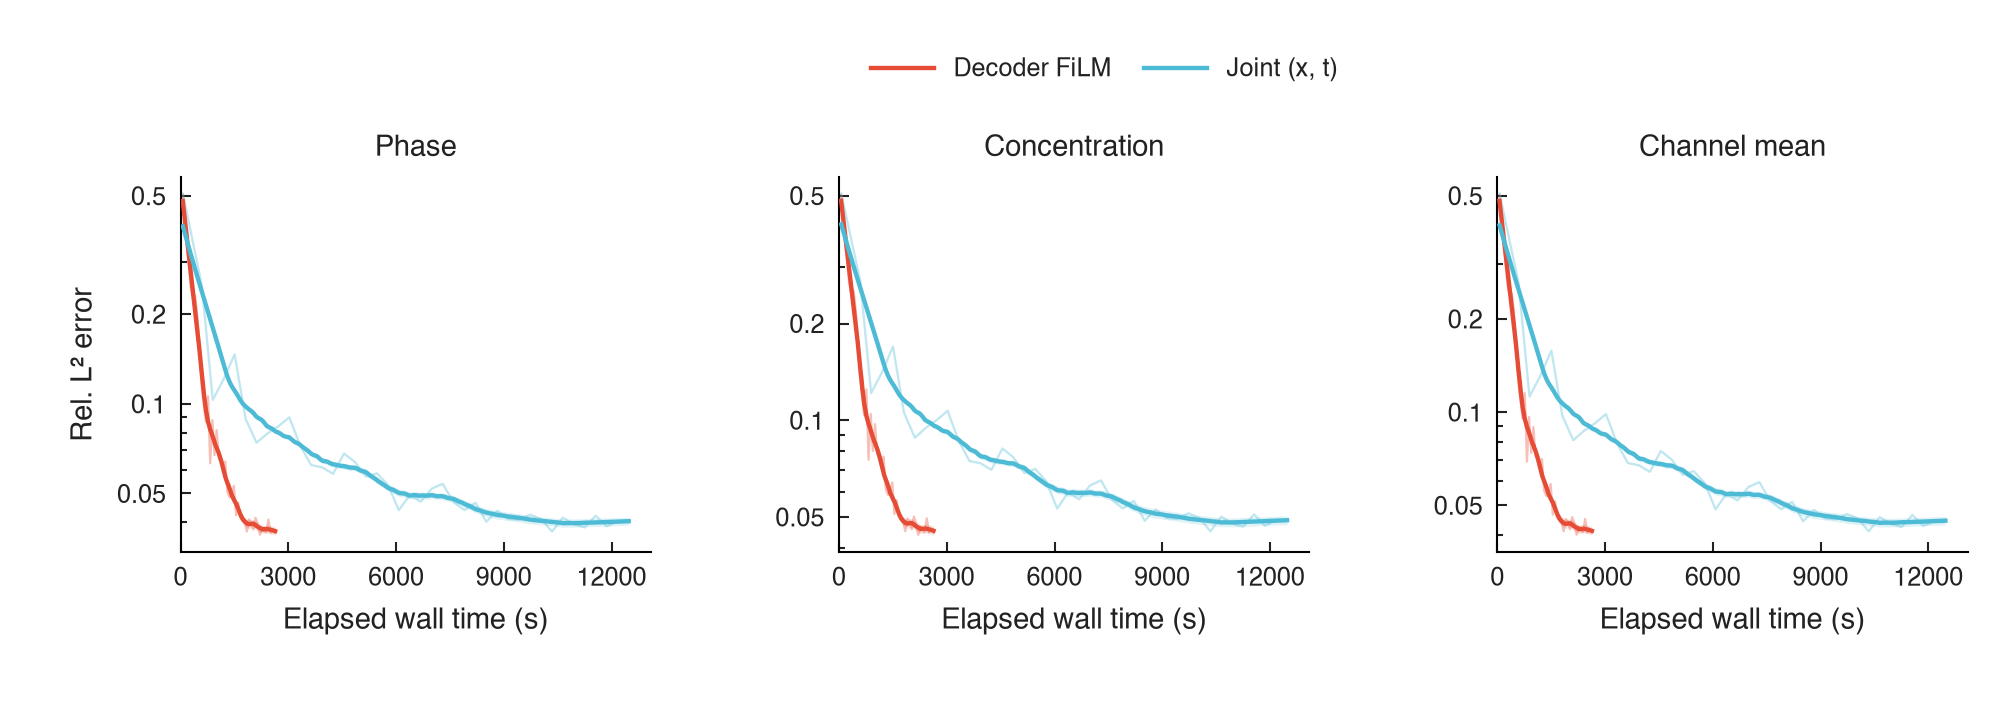 Decoder FiLM Joint (x, t)
Phase
Concentration
Channel mean
Rel. L² error
0.5
0.2
0.1
0.05
0 3000 6000 9000 12000
Elapsed wall time (s)
0.5
0.2
0.1
0.05
0 3000 6000 9000 12000
Elapsed wall time (s)
0.5
0.2
0.1
0.05
0 3000 6000 9000 12000
Elapsed wall time (s)